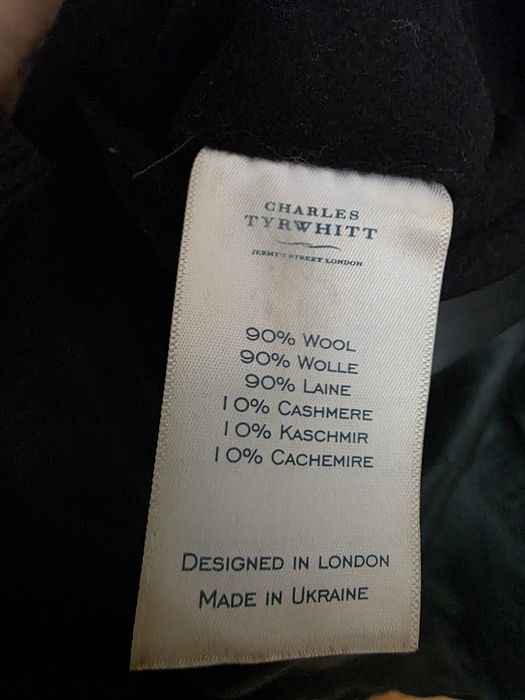 CHARLES
TYRWHITT
JERMYN STREET LONDON
90% WOOL
90% WOLLE
90% LAINE
10% CASHMERE
10% KASCHMIR
10% CACHEMIRE
DESIGNED IN LONDON
MADE IN UKRAINE